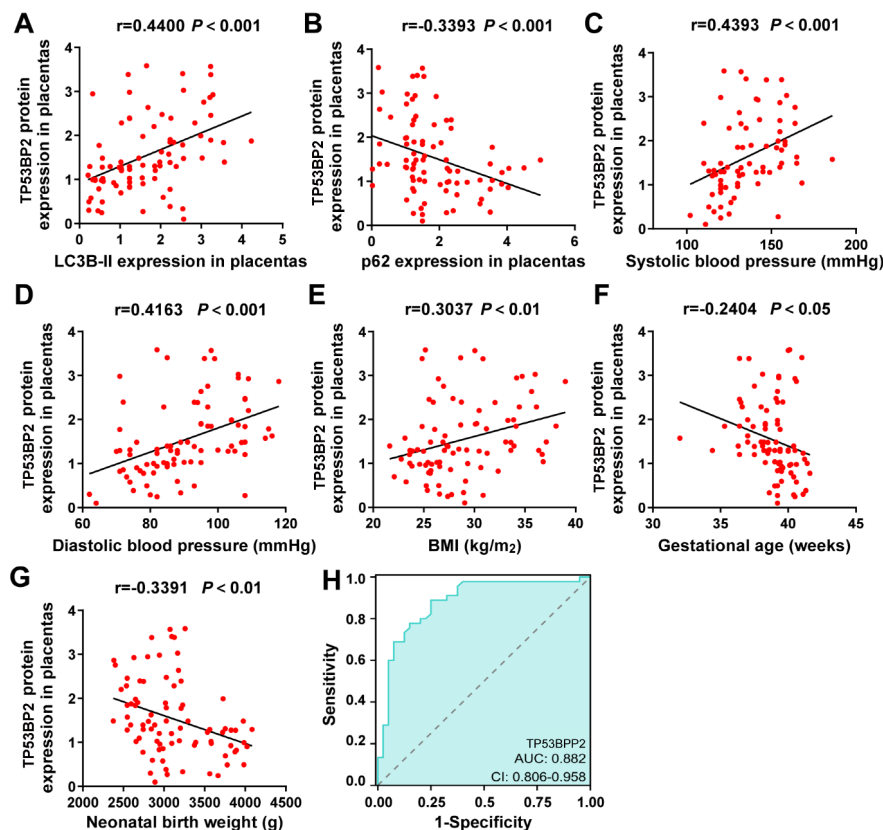 A
r=0.4400 P < 0.001
TP53BP2 protein
expression in placentas
4
3
2
1
0
0 1 2 3 4 5
LC3B-II expression in placentas
B
r=-0.3393 P < 0.001
TP53BP2 protein
expression in placentas
4
3
2
1
0
0 2 4 6
p62 expression in placentas
C
r=0.4393 P < 0.001
TP53BP2 protein
expression in placentas
4
3
2
1
0
100 150 200
Systolic blood pressure (mmHg)
D
r=0.4163 P < 0.001
TP53BP2 protein
expression in placentas
4
3
2
1
0
60 80 100 120
Diastolic blood pressure (mmHg)
E
r=0.3037 P < 0.01
TP53BP2 protein
expression in placentas
4
3
2
1
0
20 25 30 35 40
BMI (kg/m2)
F
r=-0.2404 P < 0.05
TP53BP2 protein
expression in placentas
4
3
2
1
0
30 35 40 45
Gestational age (weeks)
G
r=-0.3391 P < 0.01
TP53BP2 protein
expression in placentas
4
3
2
1
0
2000 2500 3000 3500 4000 4500
Neonatal birth weight (g)
H
Sensitivity
1.0
0.8
0.6
0.4
0.2
0.0
TP53BPP2
AUC: 0.882
CI: 0.806-0.958
0.00 0.25 0.50 0.75 1.00
1-Specificity